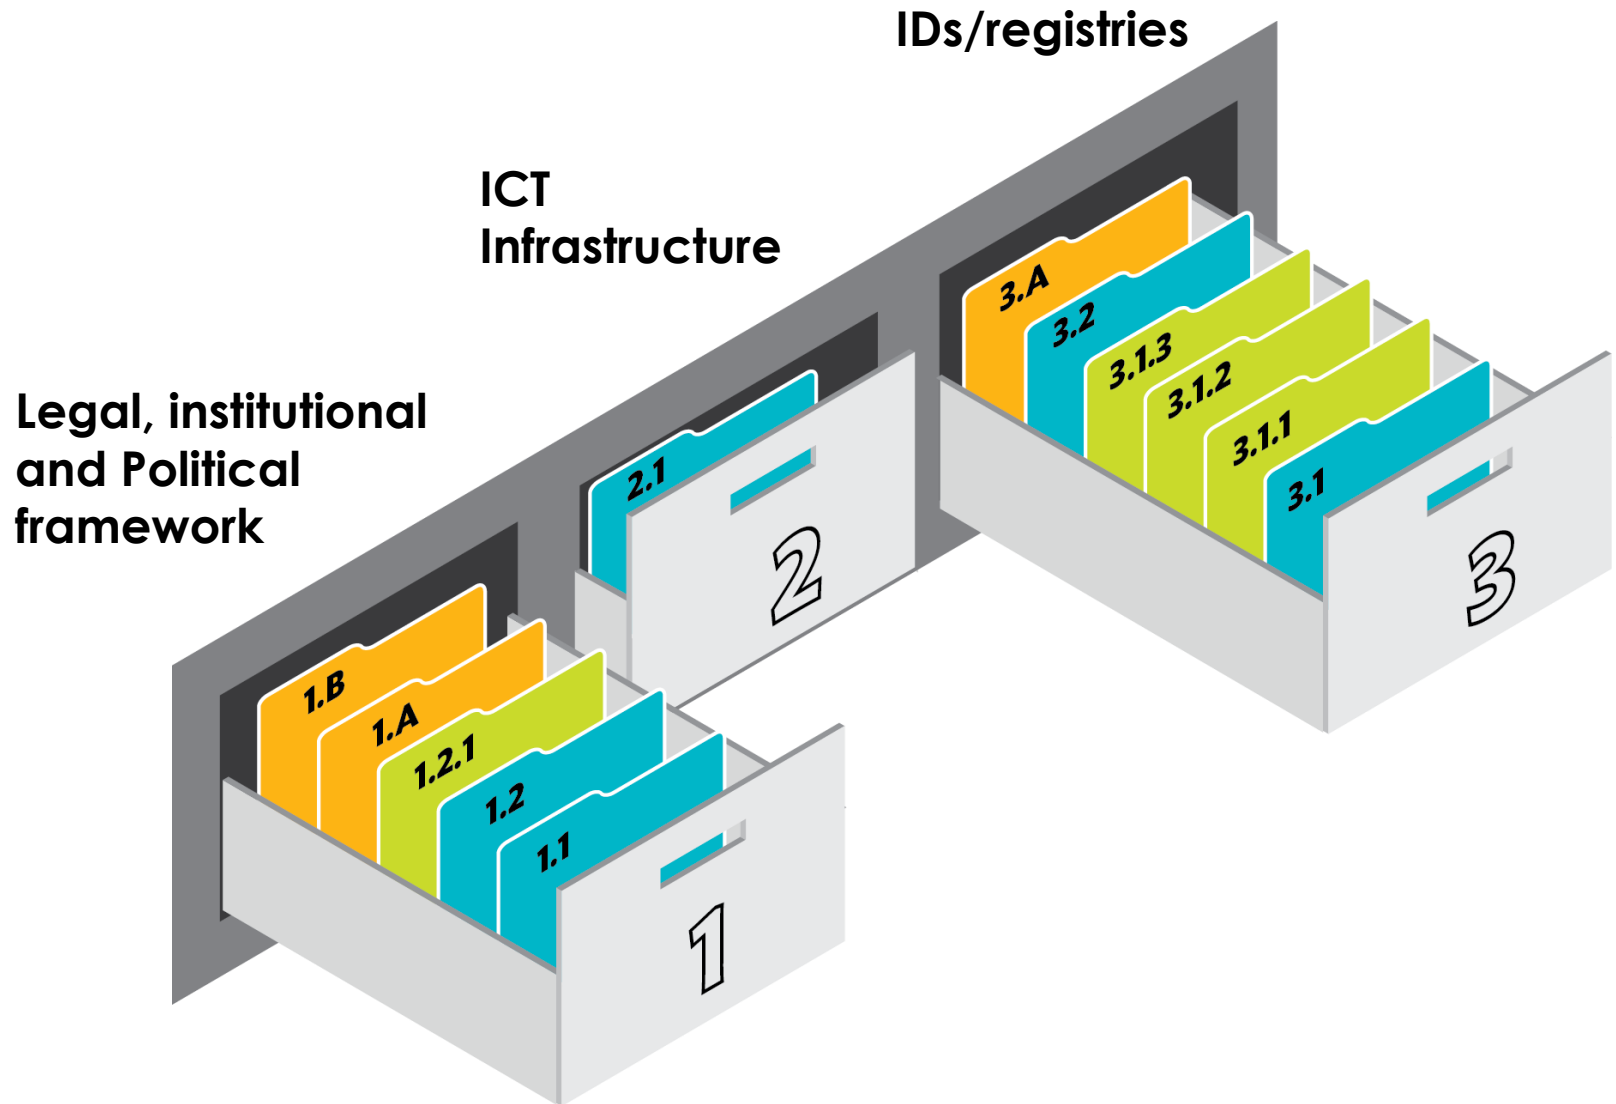 IDs/registries
ICT
Infrastructure
Legal, institutional
and Political
framework
3.A
3.2
3.1.3
3.1.2
3.1.1
3.1
3
2.1
2
1.B
1.A
1.2.1
1.2
1.1
1